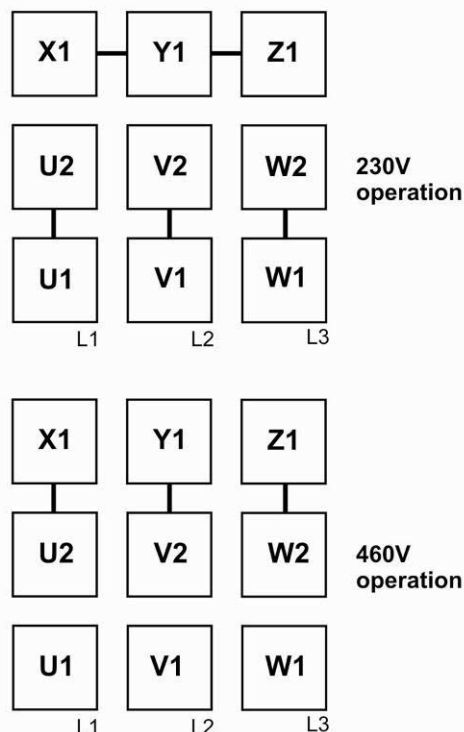 X1 Y1 Z1
U2 V2 W2
230V
operation
U1 V1 W1
L1 L2 L3
X1 Y1 Z1
U2 V2 W2
460V
operation
U1 V1 W1
L1 L2 L3